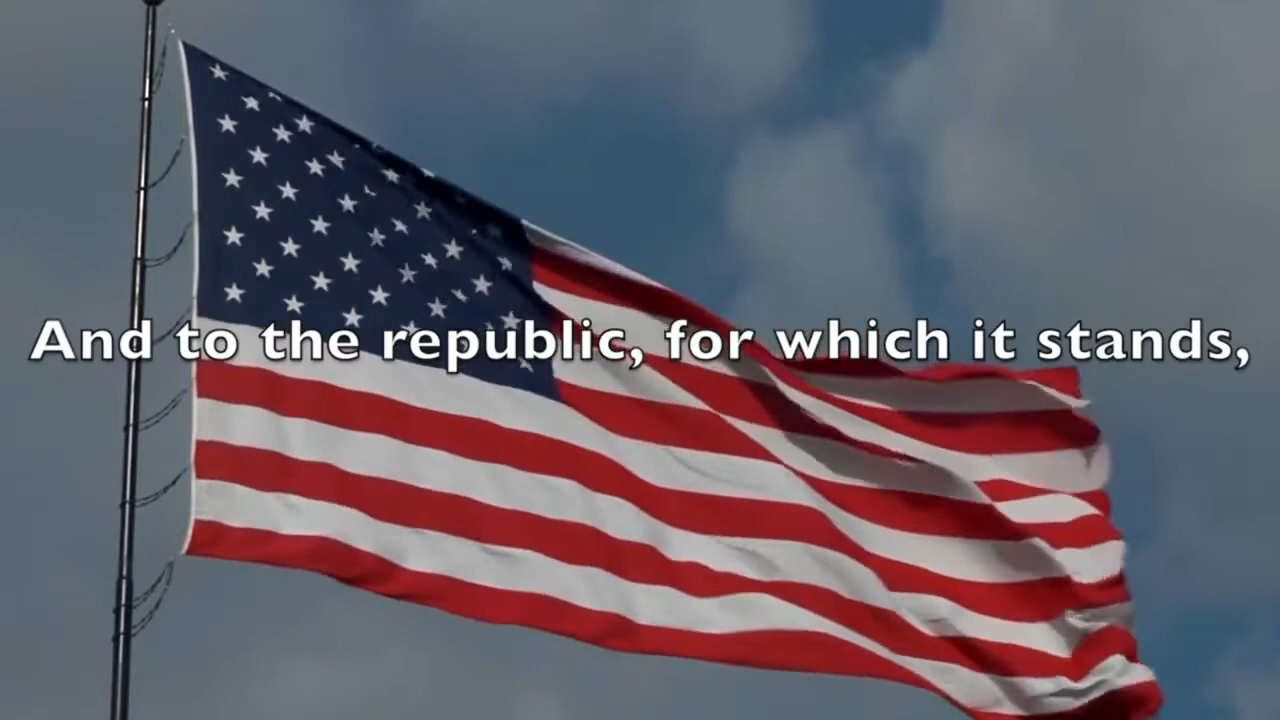 And to the republic, for which it stands,